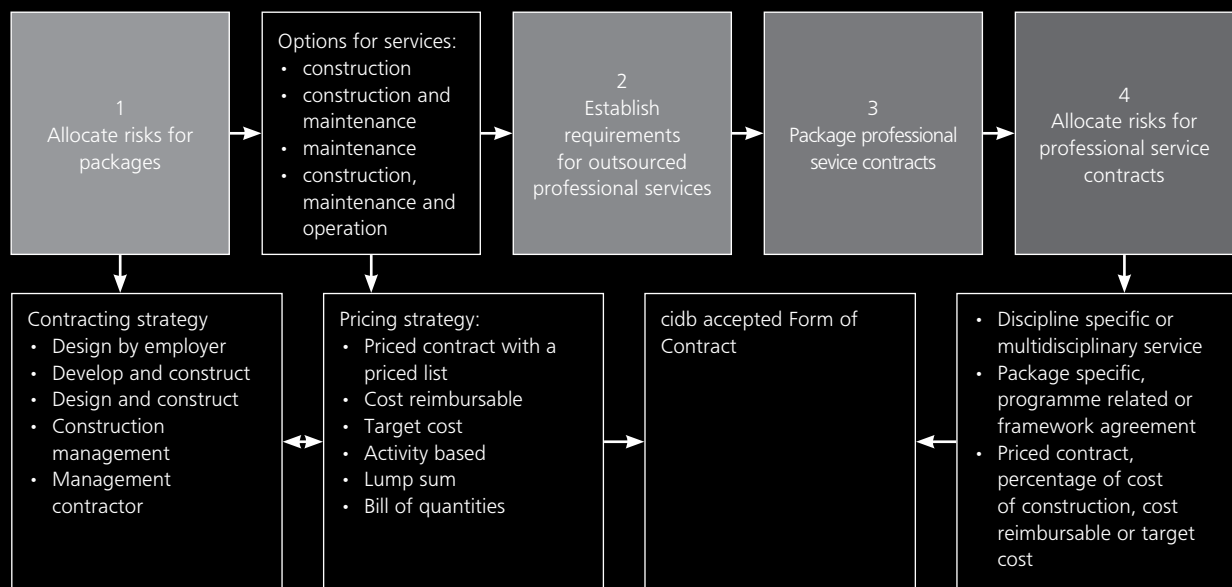 1
Allocate risks for
packages
Options for services:
• construction
• construction and
maintenance
• maintenance
• construction,
maintenance and
operation
2
Establish
requirements
for outsourced
professional services
3
Package professional
sevice contracts
4
Allocate risks for
professional service
contracts
Contracting strategy
• Design by employer
• Develop and construct
• Design and construct
• Construction
management
• Management
contractor
Pricing strategy:
• Priced contract with a
priced list
• Cost reimbursable
• Target cost
• Activity based
• Lump sum
• Bill of quantities
cidb accepted Form of
Contract
• Discipline specific or
multidisciplinary service
• Package specific,
programme related or
framework agreement
• Priced contract,
percentage of cost
of construction, cost
reimbursable or target
cost